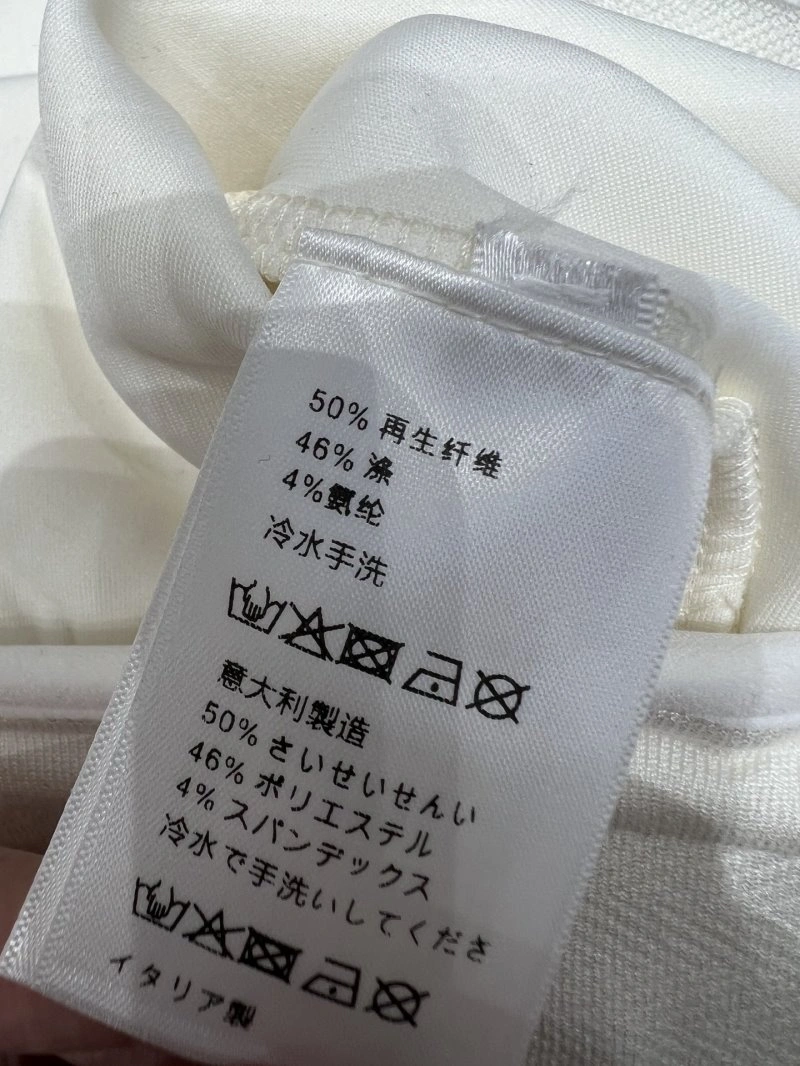 50% 再生纤维
46% 涤
4%氨纶
冷水手洗
意大利製造
50% さいせいせんい
46% ポリエステル
4% スパンデックス
冷水で手洗いしてくださ
イタリア製